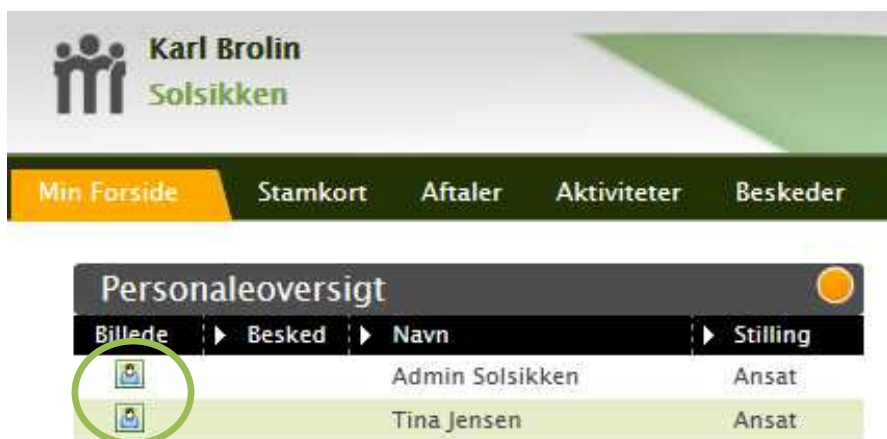 Karl Brolin
Solsikken
Min Forside Stamkort Aftaler Aktiviteter Beskeder
Personaleoversigt
Billede Besked Navn Stilling
Admin Solsikken Ansat
Tina Jensen Ansat